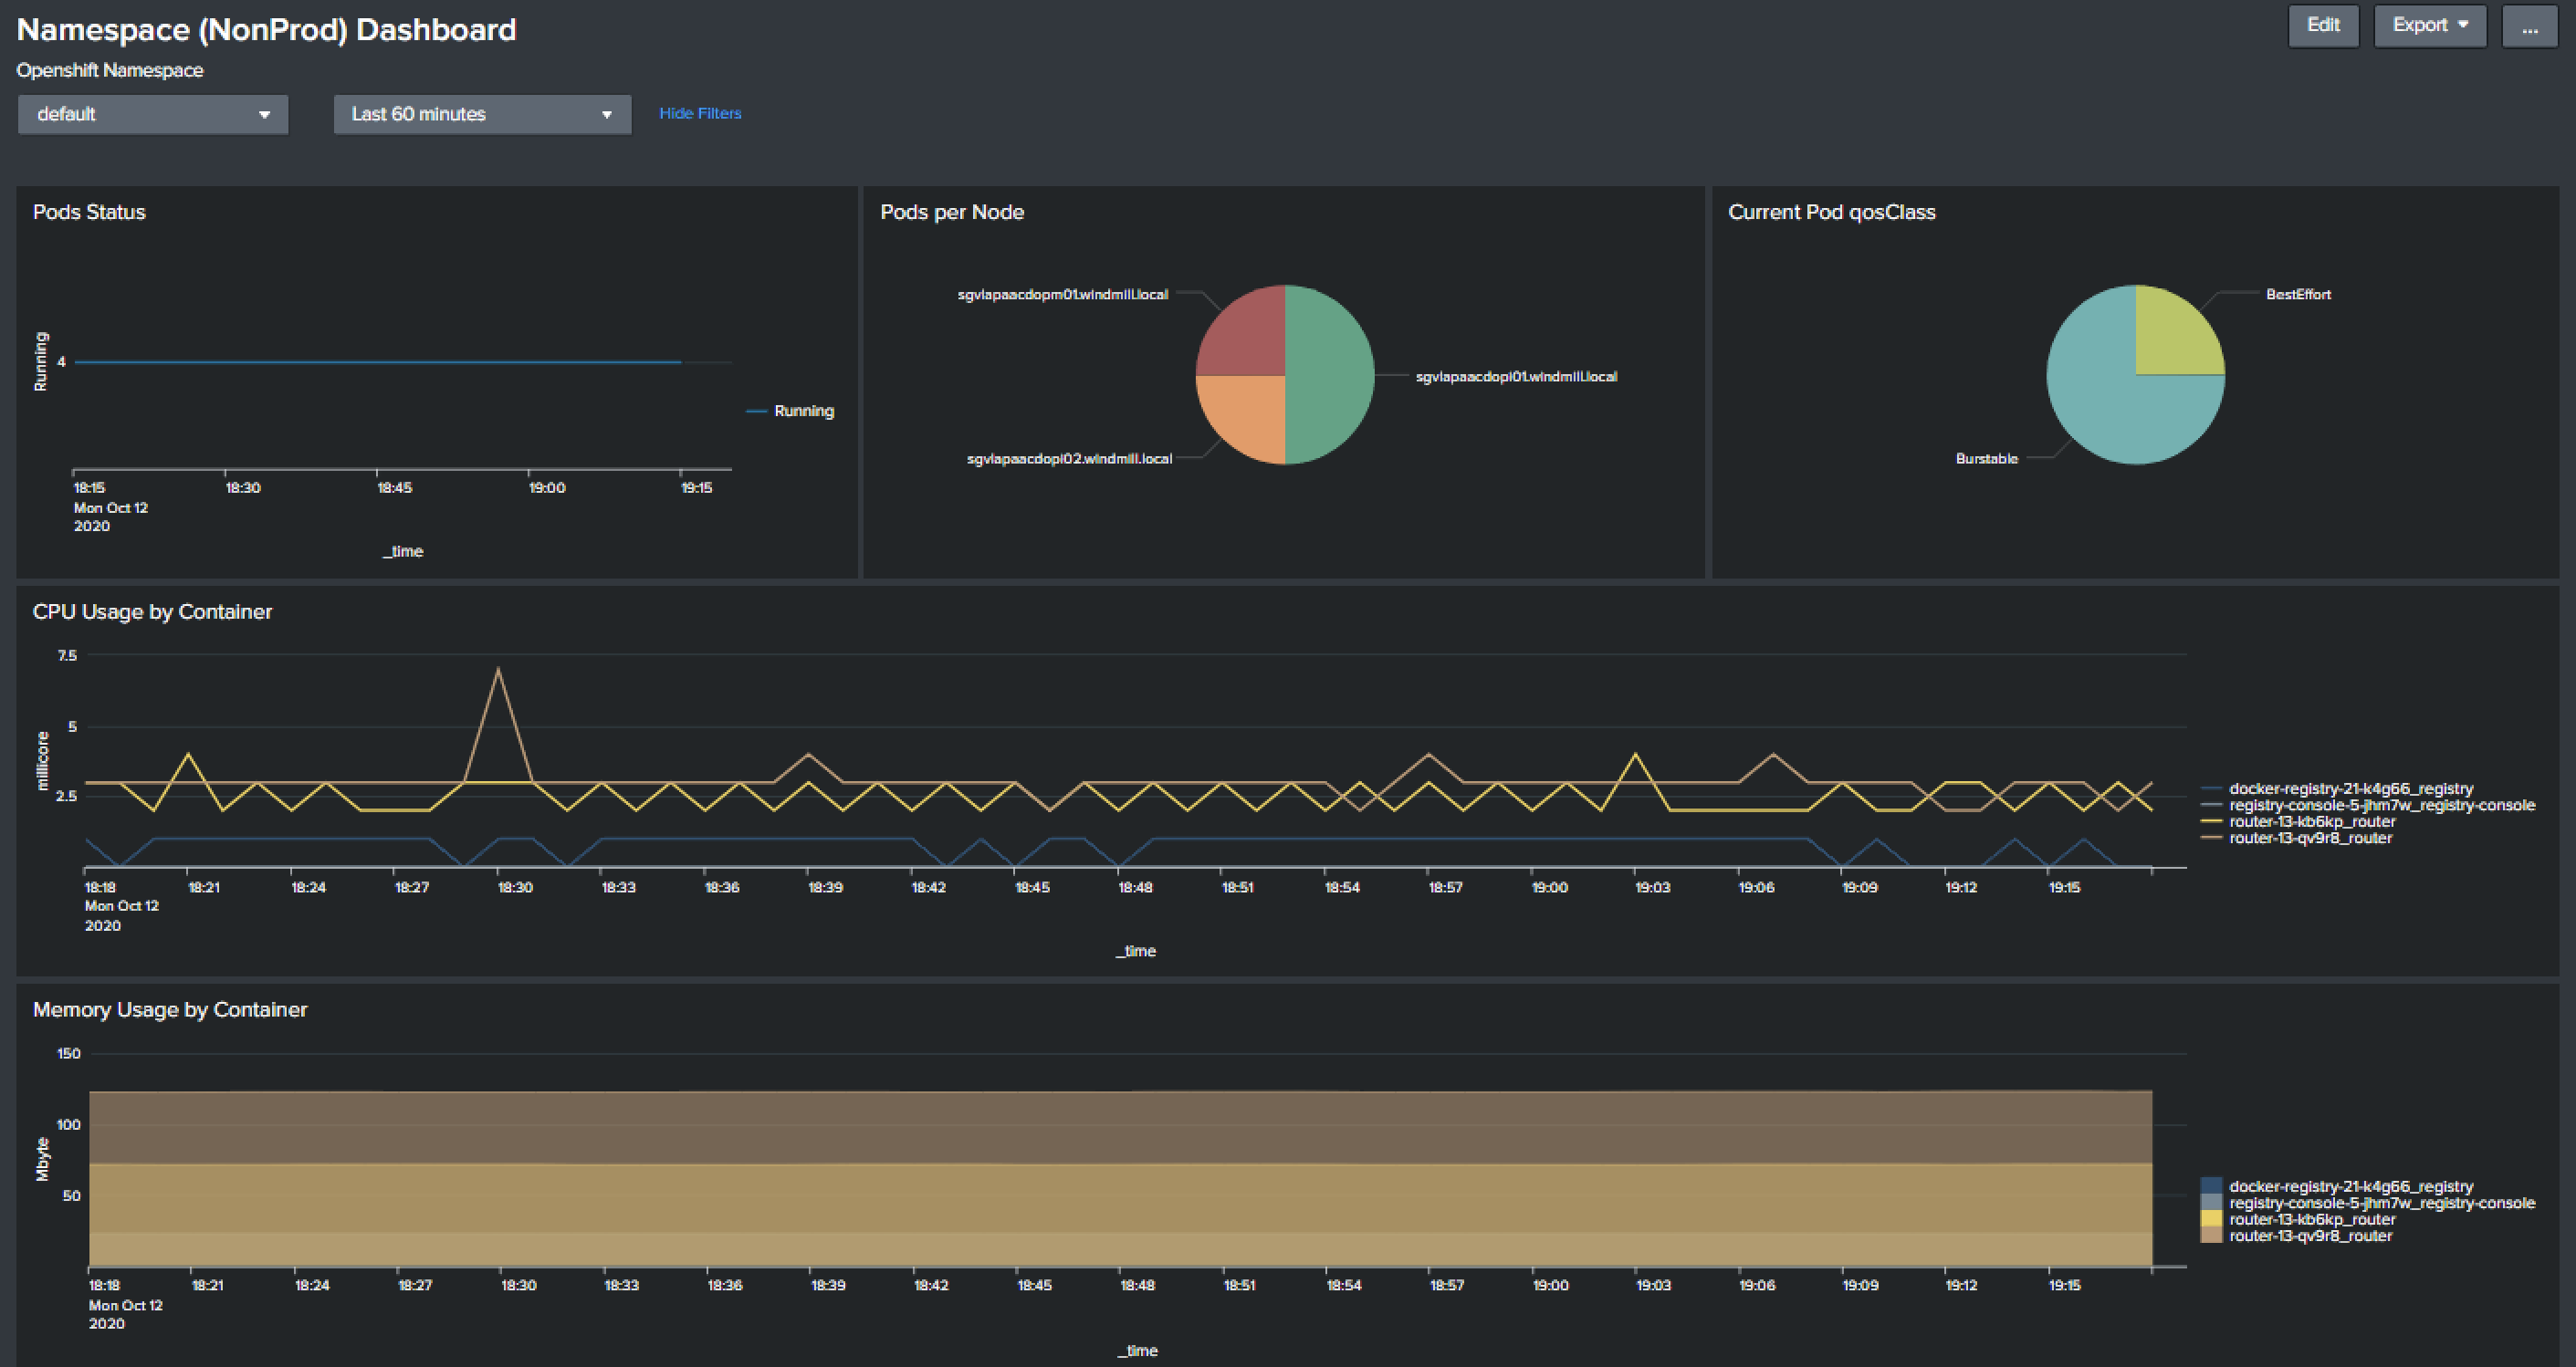 Namespace (NonProd) Dashboard
Edit
Export
...
Openshift Namespace
default
Last 60 minutes
Hide Filters
Pods Status
Running
4
Running
18:15
18:30
18:45
19:00
19:15
Mon Oct 12
2020
_time
Pods per Node
sgvlapaacdopm01.windmill.local
sgvlapaacdopi01.windmill.local
sgvlapaacdopi02.windmill.local
Current Pod qosClass
BestEffort
Burstable
CPU Usage by Container
millicore
7.5
5
2.5
18:18
18:21
18:24
18:27
18:30
18:33
18:36
18:39
18:42
18:45
18:48
18:51
18:54
18:57
19:00
19:03
19:06
19:09
19:12
19:15
Mon Oct 12
2020
_time
docker-registry-21-k4g66_registry
registry-console-5-jhm7w_registry-console
router-13-kb6kp_router
router-13-qv9r8_router
Memory Usage by Container
Mbyte
150
100
50
18:18
18:21
18:24
18:27
18:30
18:33
18:36
18:39
18:42
18:45
18:48
18:51
18:54
18:57
19:00
19:03
19:06
19:09
19:12
19:15
Mon Oct 12
2020
_time
docker-registry-21-k4g66_registry
registry-console-5-jhm7w_registry-console
router-13-kb6kp_router
router-13-qv9r8_router